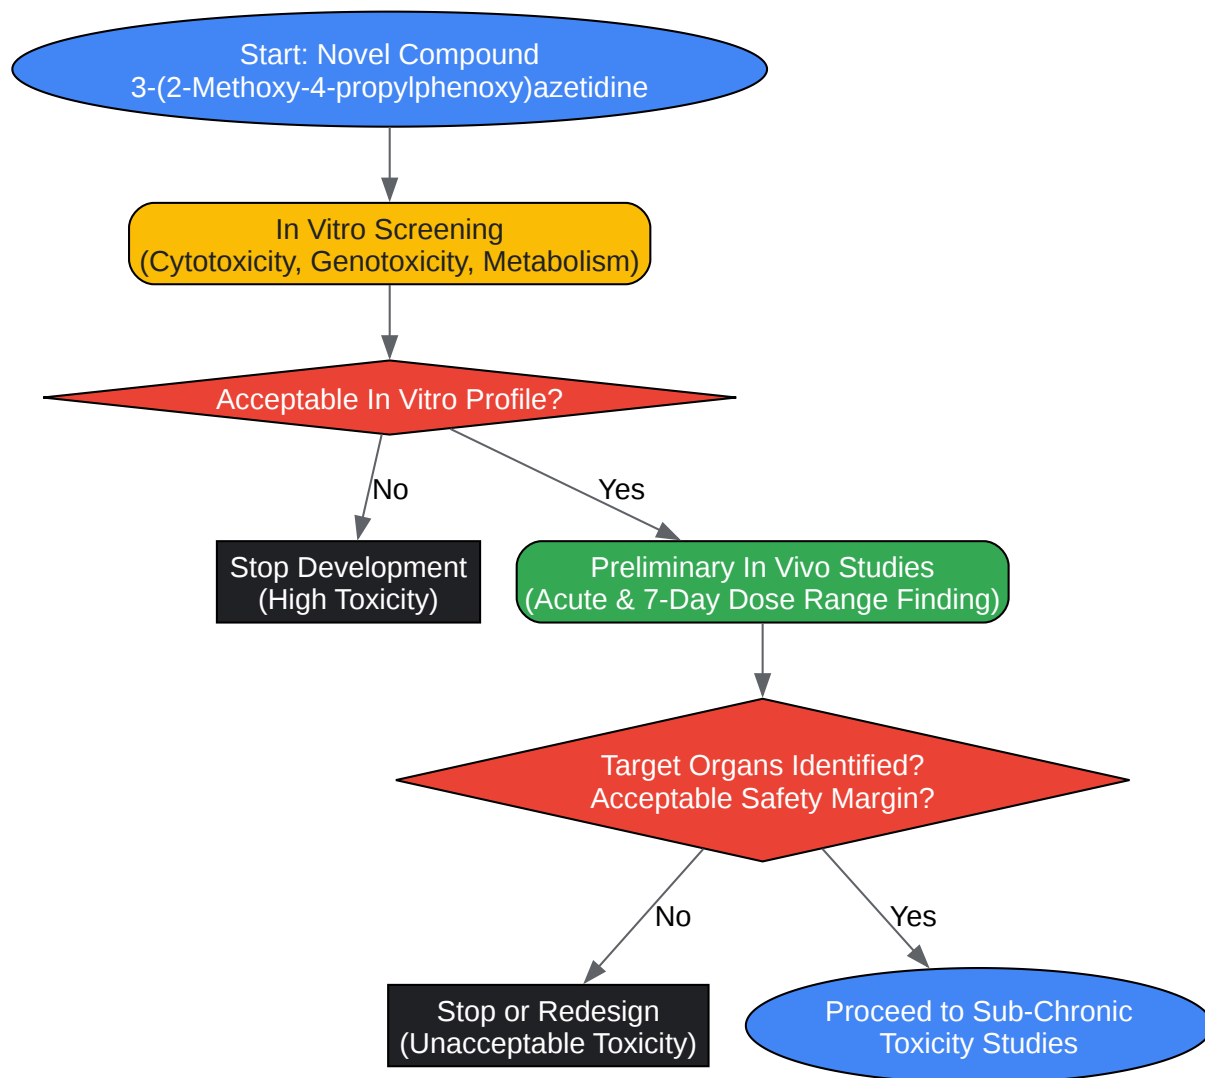 Start: Novel Compound
3-(2-Methoxy-4-propylphenoxy)azetidine
In Vitro Screening
(Cytotoxicity, Genotoxicity, Metabolism)
Acceptable In Vitro Profile?
No
Yes
Stop Development
(High Toxicity)
Preliminary In Vivo Studies
(Acute & 7-Day Dose Range Finding)
Target Organs Identified?
Acceptable Safety Margin?
No
Yes
Stop or Redesign
(Unacceptable Toxicity)
Proceed to Sub-Chronic
Toxicity Studies